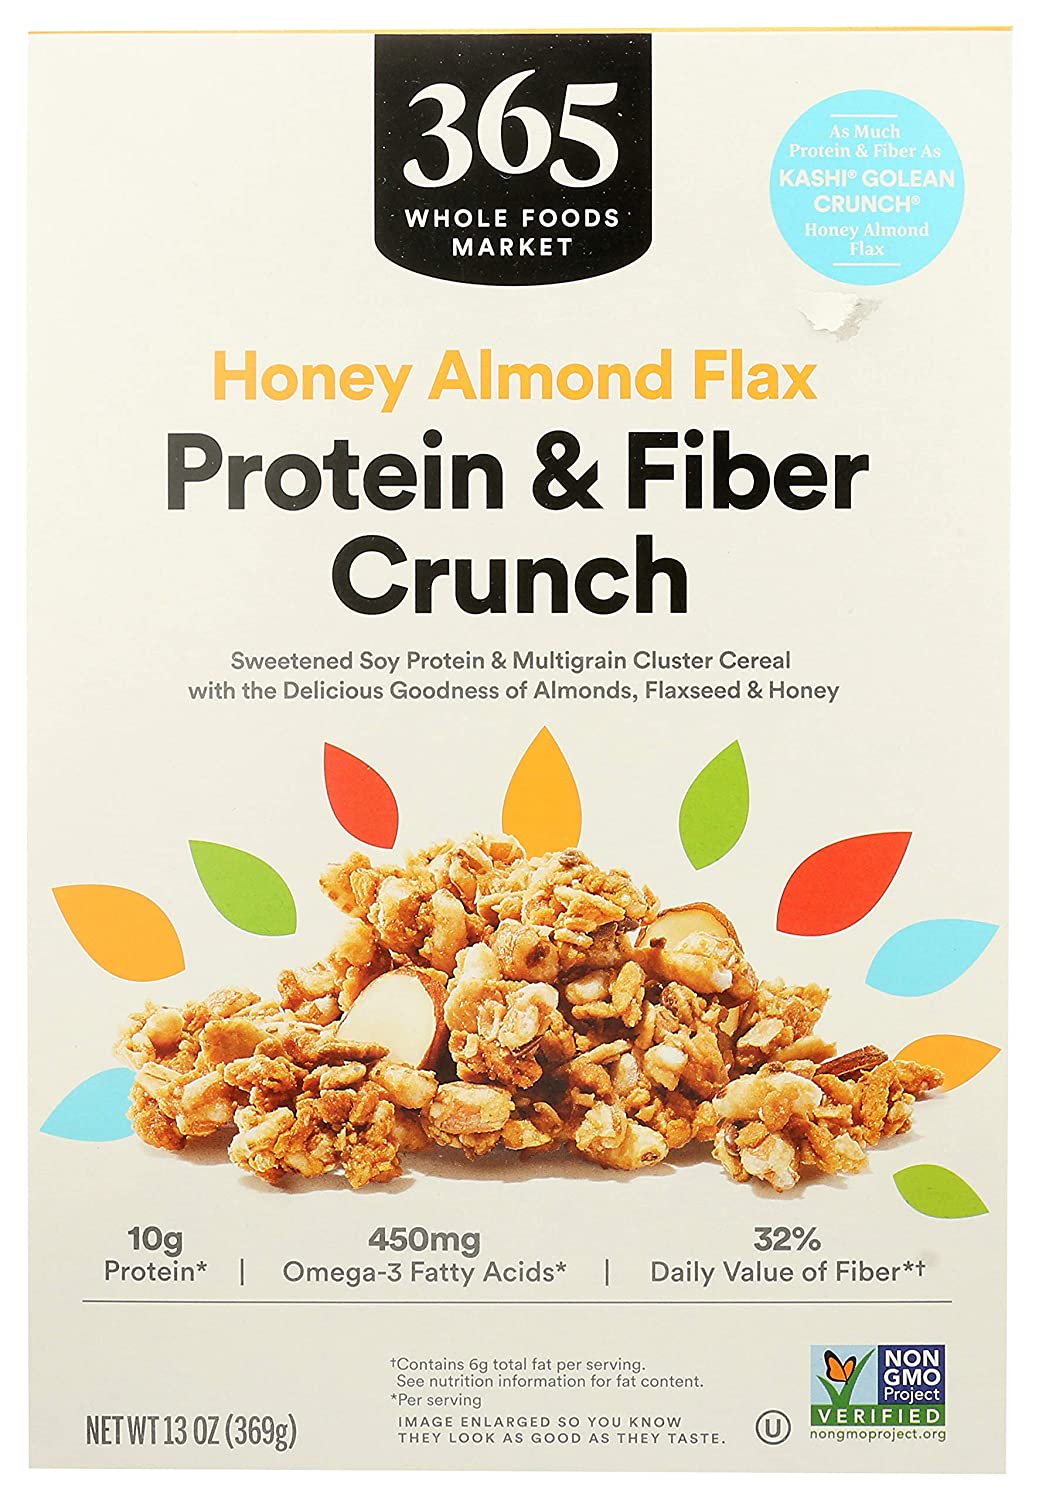 365
WHOLE FOODS
MARKET
As Much
Protein & Fiber As
KASHI® GOLEAN
CRUNCH®
Honey Almond
Flax
Honey Almond Flax
Protein & Fiber
Crunch
Sweetened Soy Protein & Multigrain Cluster Cereal
with the Delicious Goodness of Almonds, Flaxseed & Honey
10g
Protein*
450mg
Omega-3 Fatty Acids*
32%
Daily Value of Fiber*†
†Contains 6g total fat per serving.
See nutrition information for fat content.
*Per serving
IMAGE ENLARGED SO YOU KNOW
THEY LOOK AS GOOD AS THEY TASTE.
NET WT 13 OZ (369g)
U
NON
GMO
Project
VERIFIED
nongmoproject.org